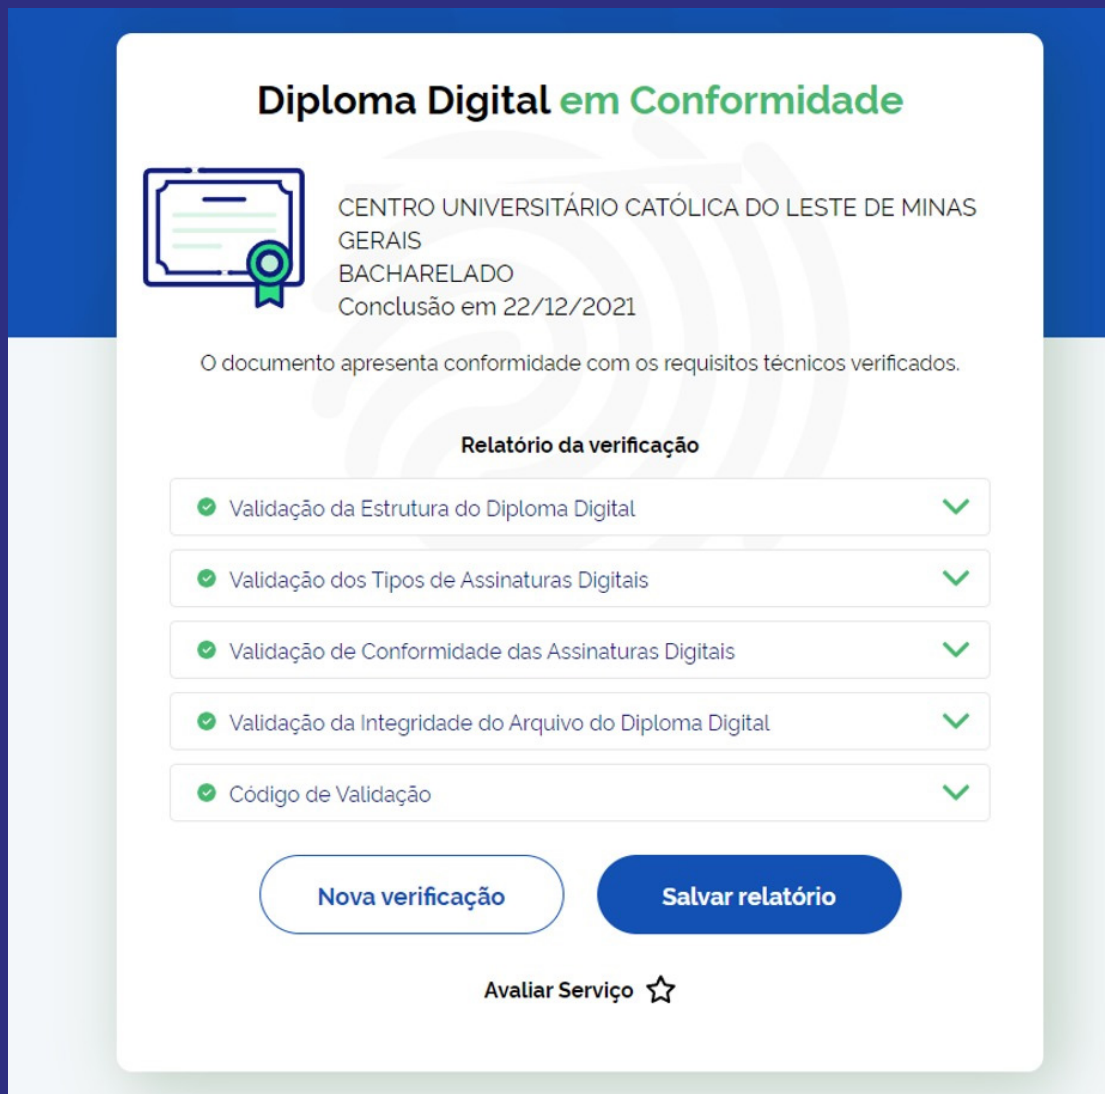 Diploma Digital em Conformidade
CENTRO UNIVERSITÁRIO CATÓLICA DO LESTE DE MINAS
GERAIS
BACHARELADO
Conclusão em 22/12/2021
O documento apresenta conformidade com os requisitos técnicos verificados.
Relatório da verificação
Validação da Estrutura do Diploma Digital
Validação dos Tipos de Assinaturas Digitais
Validação de Conformidade das Assinaturas Digitais
Validação da Integridade do Arquivo do Diploma Digital
Código de Validação
Nova verificação
Salvar relatório
Avaliar Serviço